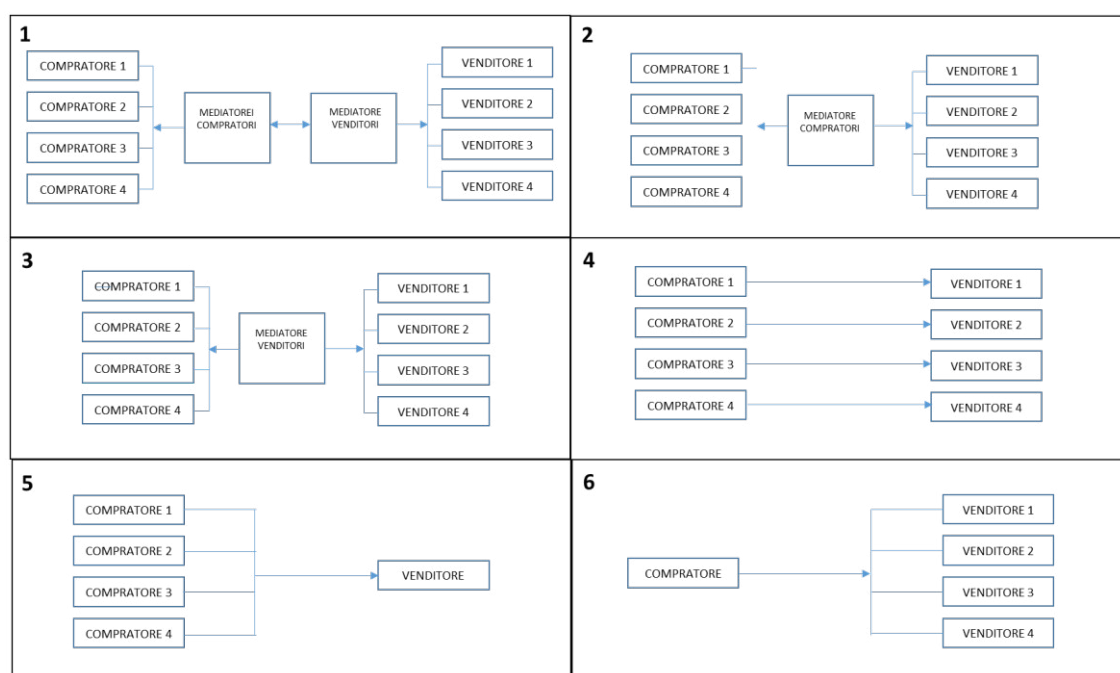 1
COMPRATORE 1
COMPRATORE 2
COMPRATORE 3
COMPRATORE 4
MEDIATOREI
COMPRATORI
MEDIATORE
VENDITORI
VENDITORE 1
VENDITORE 2
VENDITORE 3
VENDITORE 4
2
COMPRATORE 1
COMPRATORE 2
COMPRATORE 3
COMPRATORE 4
MEDIATORE
COMPRATORI
VENDITORE 1
VENDITORE 2
VENDITORE 3
VENDITORE 4
3
COMPRATORE 1
COMPRATORE 2
COMPRATORE 3
COMPRATORE 4
MEDIATORE
VENDITORI
VENDITORE 1
VENDITORE 2
VENDITORE 3
VENDITORE 4
4
COMPRATORE 1
COMPRATORE 2
COMPRATORE 3
COMPRATORE 4
VENDITORE 1
VENDITORE 2
VENDITORE 3
VENDITORE 4
5
COMPRATORE 1
COMPRATORE 2
COMPRATORE 3
COMPRATORE 4
VENDITORE
6
COMPRATORE
VENDITORE 1
VENDITORE 2
VENDITORE 3
VENDITORE 4